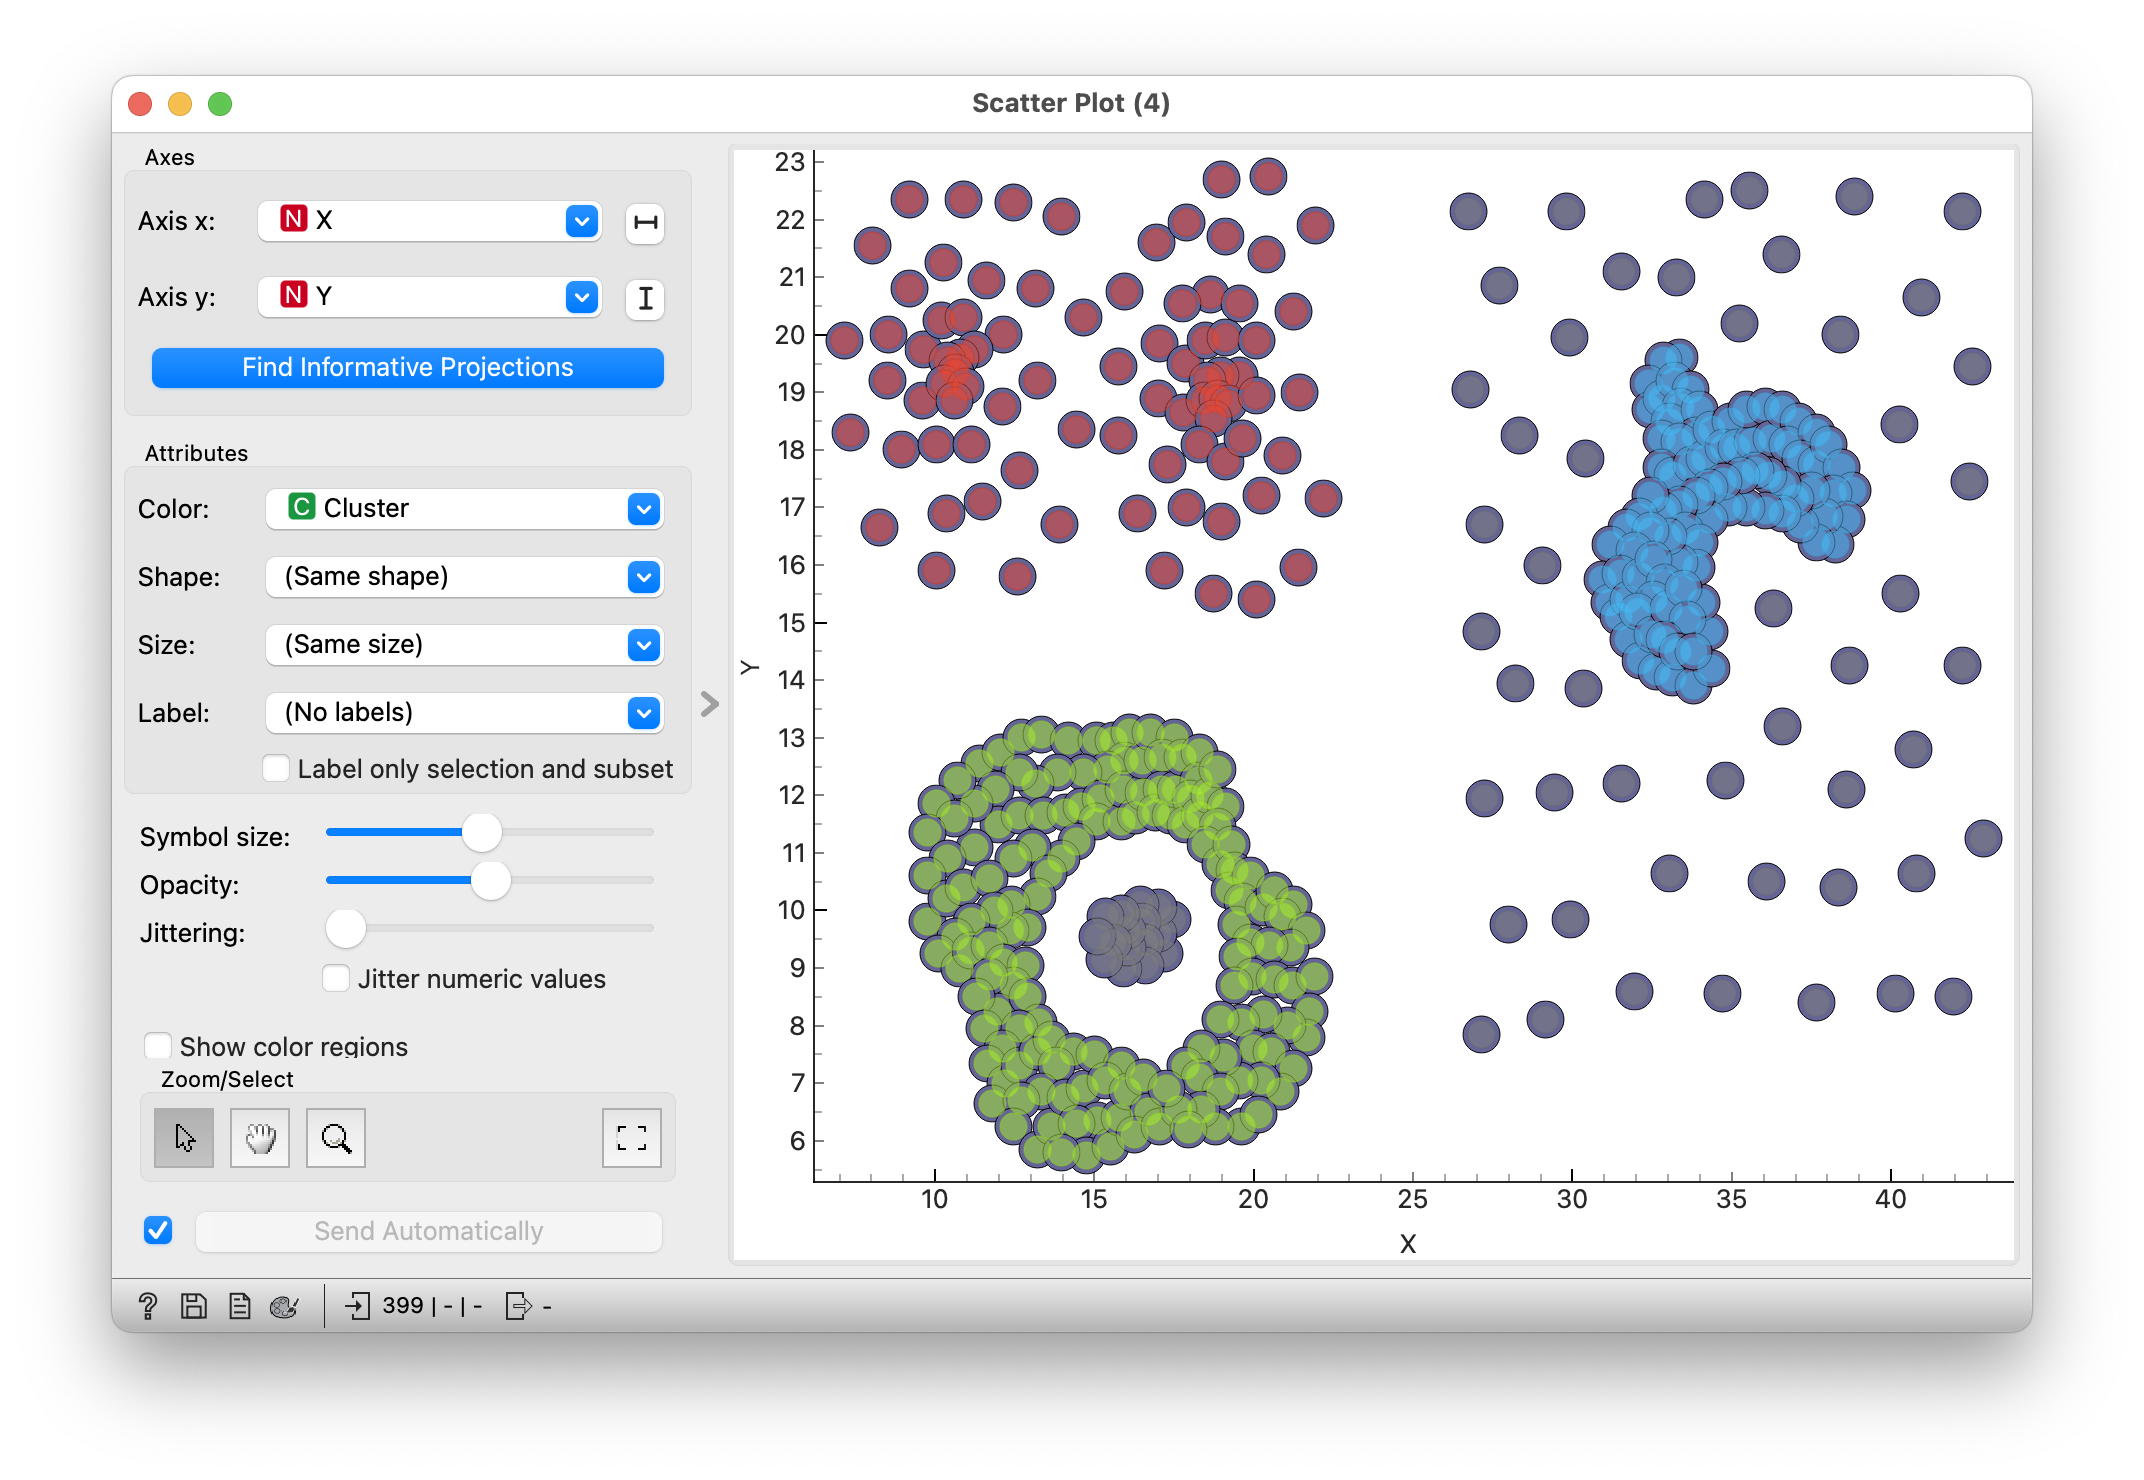 Scatter Plot (4)
Axes
Axis x: N X
Axis y: N Y
Find Informative Projections
Attributes
Color: C Cluster
Shape: (Same shape)
Size: (Same size)
Label: (No labels)
Label only selection and subset
Symbol size:
Opacity:
Jittering:
Jitter numeric values
Show color regions
Zoom/Select
Send Automatically
? 399 | - | - -
23
22
21
20
19
18
17
16
15
14
13
12
11
10
9
8
7
6
Y
10 15 20 25 30 35 40
X